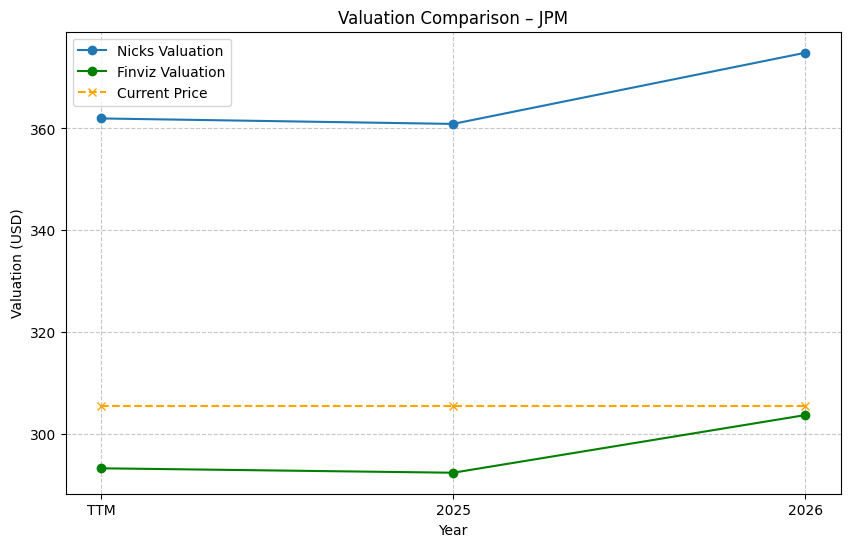 Valuation Comparison – JPM
Nicks Valuation
Finviz Valuation
Current Price
Valuation (USD)
360
340
320
300
TTM
2025
2026
Year